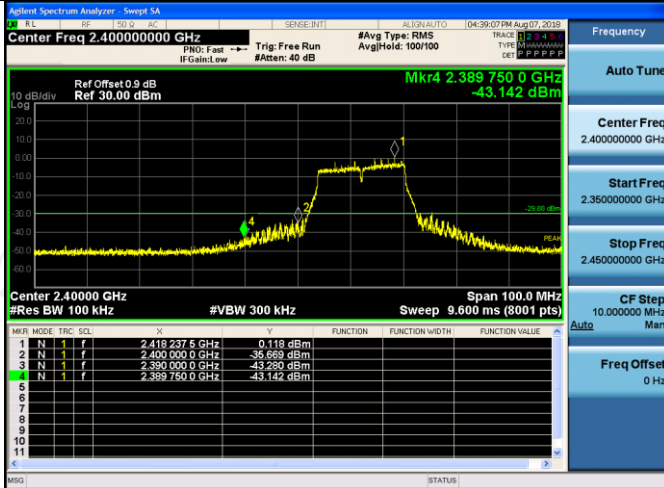 Agilent Spectrum Analyzer - Swept SA
RL RF 50 Ω AC SENSE:INT ALIGN AUTO 04:39:07 PM Aug 07, 2018
Center Freq 2.400000000 GHz
PNO: Fast
IFGain:Low
Trig: Free Run
#Atten: 40 dB
#Avg Type: RMS
Avg|Hold: 100/100
TRACE 1 2 3 4 5 6
TYPE M
DET P P P P P P
Ref Offset 0.9 dB
10 dB/div Ref 30.00 dBm
Log
Mkr4 2.389 750 0 GHz
-43.142 dBm
20.0
10.0
0.00
-10.0
-20.0
-30.0
-40.0
-50.0
-60.0
1
2
4
-29.88 dBm
PEAK
Center 2.40000 GHz Span 100.0 MHz
#Res BW 100 kHz #VBW 300 kHz Sweep 9.600 ms (8001 pts)
MKR MODE TRC SCL X Y FUNCTION FUNCTION WIDTH FUNCTION VALUE
1 N 1 f 2.418 237 5 GHz 0.118 dBm
2 N 1 f 2.400 000 0 GHz -35.669 dBm
3 N 1 f 2.390 000 0 GHz -43.280 dBm
4 N 1 f 2.389 750 0 GHz -43.142 dBm
5
6
7
8
9
10
11
MSG STATUS
Frequency
Auto Tune
Center Freq
2.400000000 GHz
Start Freq
2.350000000 GHz
Stop Freq
2.450000000 GHz
CF Step
10.000000 MHz
Auto Man
Freq Offset
0 Hz